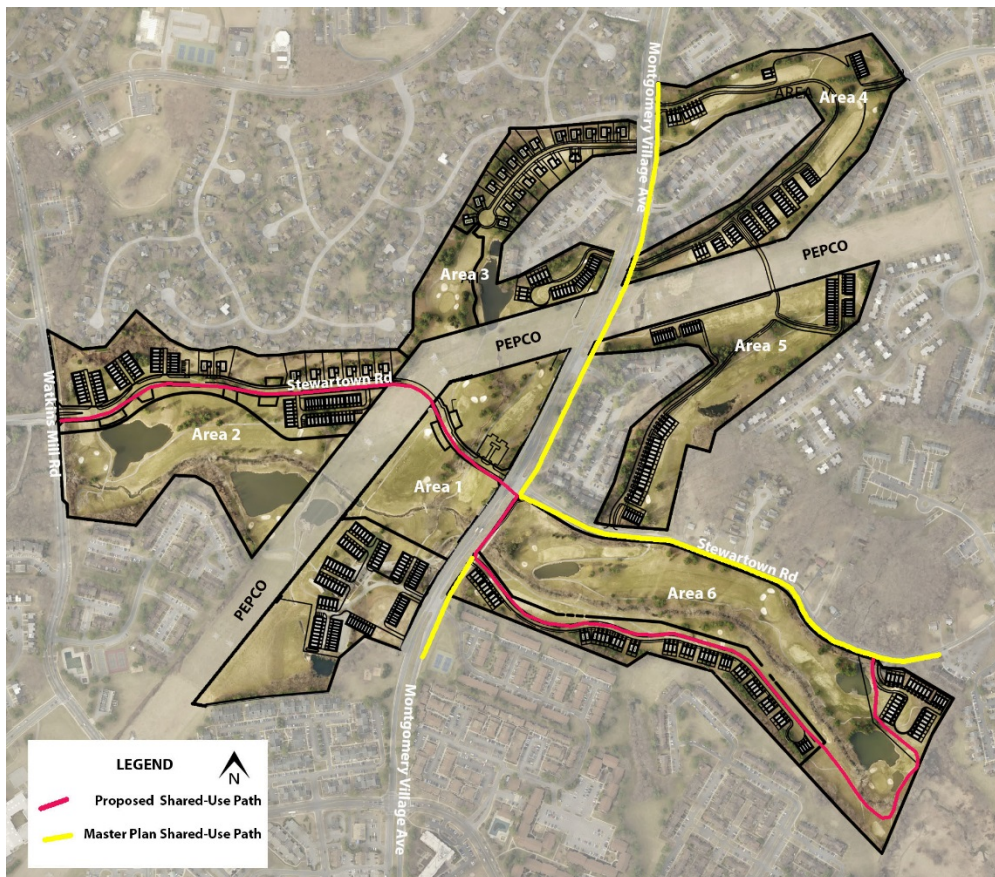 Montgomery Village Ave
AREA
Area 4
Area 3
PEPCO
PEPCO
Area 5
Watkins Mill Rd
Stewartown Rd
Area 2
Area 1
Stewartown Rd
Area 6
PEPCO
Montgomery Village Ave
LEGEND
N
Proposed Shared-Use Path
Master Plan Shared-Use Path